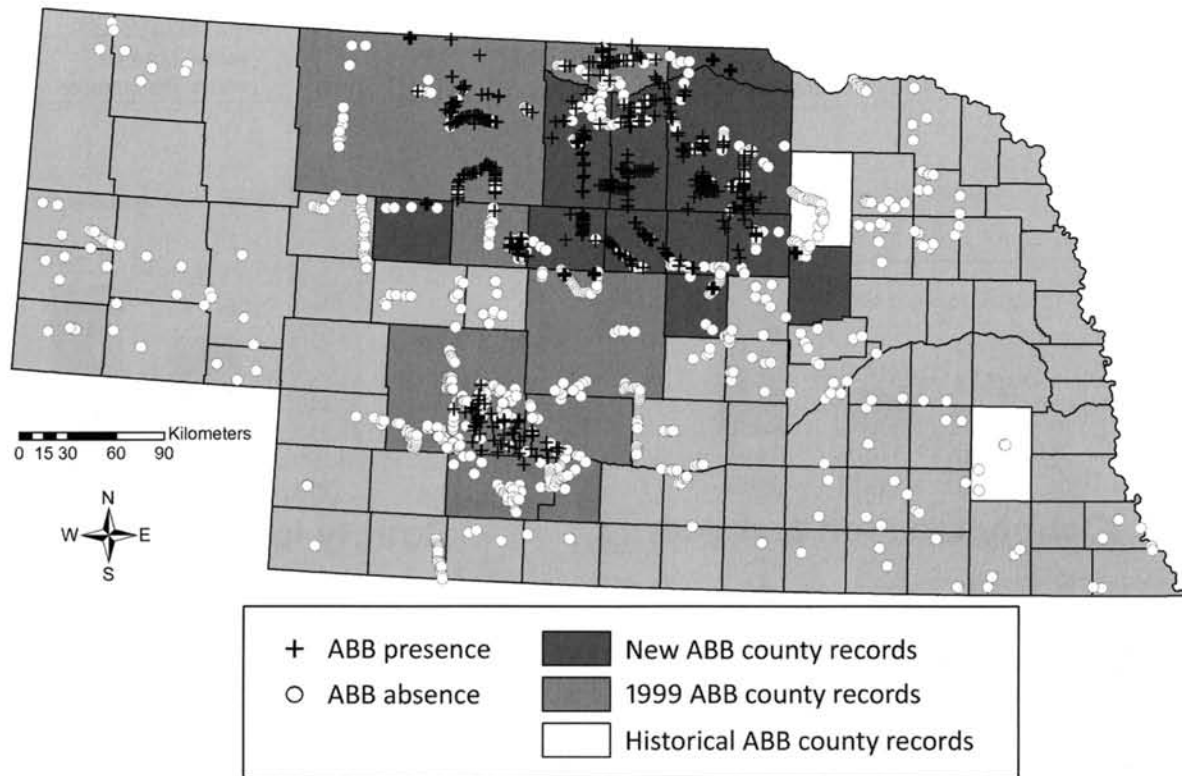 Kilometers
0 15 30 60 90
N
W E
S
ABB presence
New ABB county records
ABB absence
1999 ABB county records
Historical ABB county records